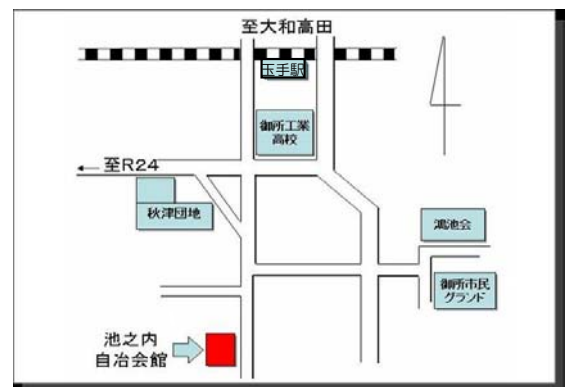 至大和高田
玉手駅
御所工業
高校
至R24
秋津団地
鴻池会
御所市民
グランド
池之内
自治会館